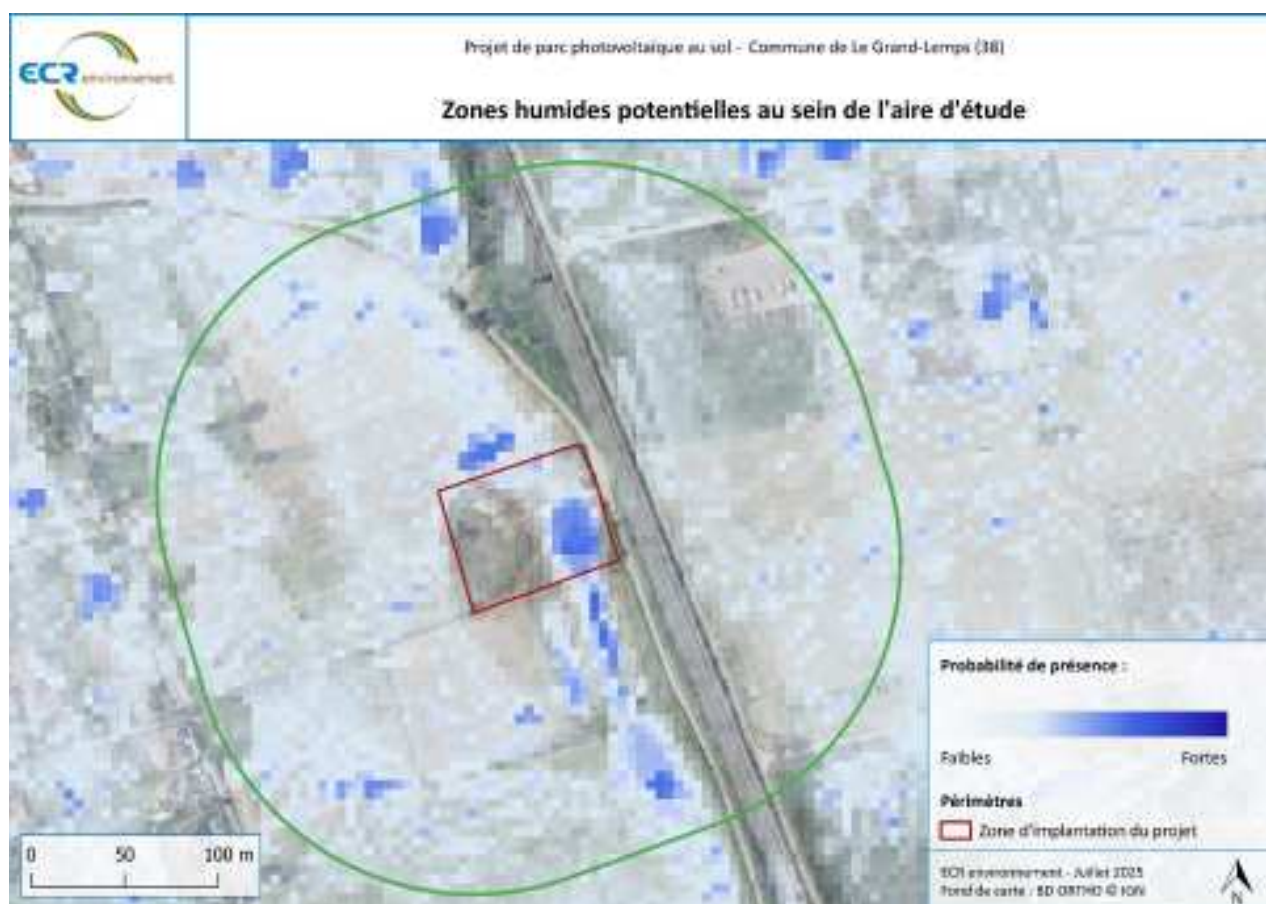 ECR environnement
Projet de parc photovoltaïque au sol - Commune de Le Grand-Lemps (38)
Zones humides potentielles au sein de l'aire d'étude
Probabilité de présence :
Faibles Fortes
Périmètres
Zone d'implantation du projet
0 50 100 m
ECR environnement - Juillet 2025
Fond de carte : BD ORTHO © IGN
N